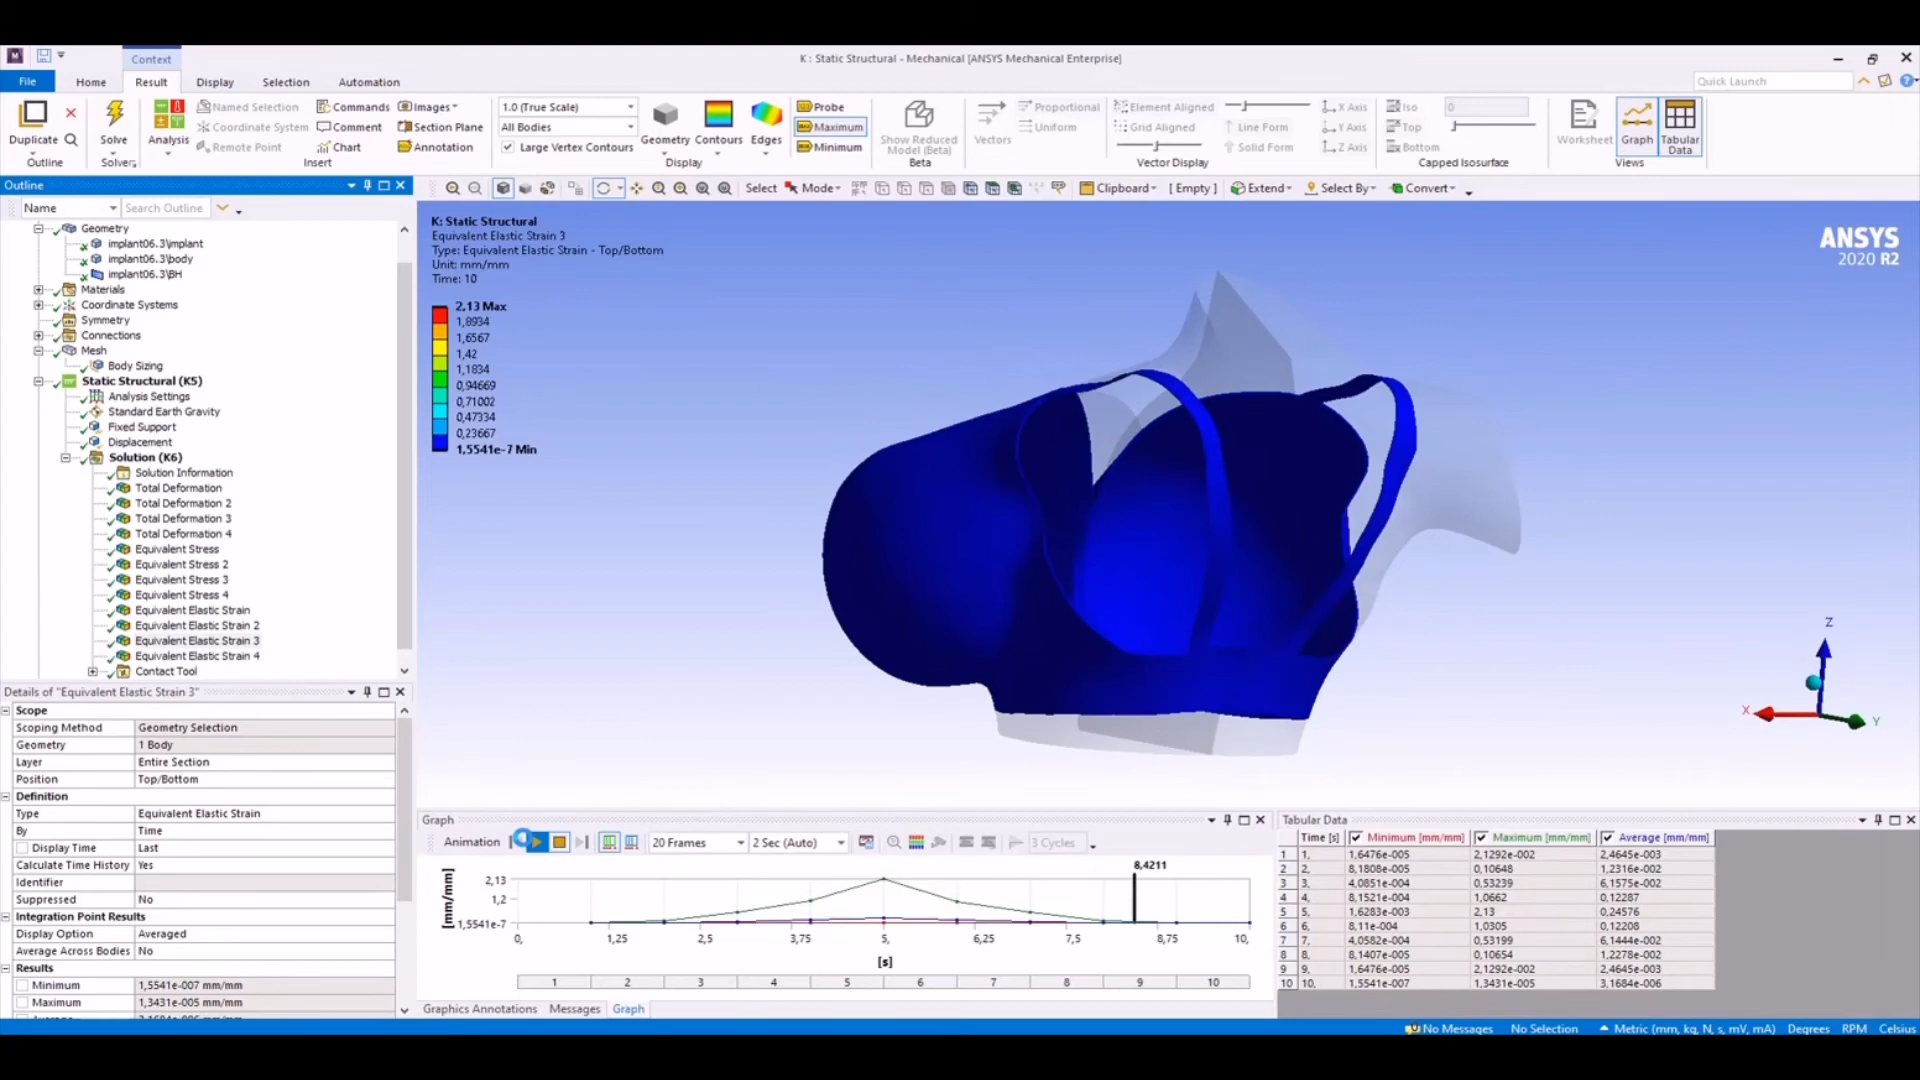 K : Static Structural - Mechanical [ANSYS Mechanical Enterprise]
Context
File Home Result Display Selection Automation
Quick Launch
Duplicate
Outline
Solve
Solver
Analysis
Named Selection
Coordinate System
Remote Point
Commands
Comment
Chart
Images
Section Plane
Annotation
Insert
1.0 (True Scale)
All Bodies
Large Vertex Contours
Geometry Contours Edges
Display
Probe
Maximum
Minimum
Show Reduced
Model (Beta)
Beta
Vectors
Proportional
Uniform
Element Aligned
Grid Aligned
Line Form
Solid Form
X Axis
Y Axis
Z Axis
Vector Display
Iso
Top
Bottom
0
Capped Isosurface
Worksheet Graph Tabular
Data
Views
Outline
Select Mode Clipboard [ Empty ] Extend Select By Convert
Name Search Outline
Geometry
implant06.3\implant
implant06.3\body
implant06.3\BH
Materials
Coordinate Systems
Symmetry
Connections
Mesh
Body Sizing
Static Structural (K5)
Analysis Settings
Standard Earth Gravity
Fixed Support
Displacement
Solution (K6)
Solution Information
Total Deformation
Total Deformation 2
Total Deformation 3
Total Deformation 4
Equivalent Stress
Equivalent Stress 2
Equivalent Stress 3
Equivalent Stress 4
Equivalent Elastic Strain
Equivalent Elastic Strain 2
Equivalent Elastic Strain 3
Equivalent Elastic Strain 4
Contact Tool
K: Static Structural
Equivalent Elastic Strain 3
Type: Equivalent Elastic Strain - Top/Bottom
Unit: mm/mm
Time: 10
2,13 Max
1,8934
1,6567
1,42
1,1834
0,94669
0,71002
0,47334
0,23667
1,5541e-7 Min
ANSYS
2020 R2
Z
X
Y
Details of "Equivalent Elastic Strain 3"
Scope
Scoping Method Geometry Selection
Geometry 1 Body
Layer Entire Section
Position Top/Bottom
Definition
Type Equivalent Elastic Strain
By Time
Display Time Last
Calculate Time History Yes
Identifier
Suppressed No
Integration Point Results
Display Option Averaged
Average Across Bodies No
Results
Minimum 1,5541e-007 mm/mm
Maximum 1,3431e-005 mm/mm
Graph
Animation 20 Frames 2 Sec (Auto) 3 Cycles
8,4211
[mm/mm]
2,13
1,2
1,5541e-7
0, 1,25 2,5 3,75 5, 6,25 7,5 8,75 10,
[s]
1 2 3 4 5 6 7 8 9 10
Graphics Annotations Messages Graph
Tabular Data
Time [s] Minimum [mm/mm] Maximum [mm/mm] Average [mm/mm]
1 1, 1,6476e-005 2,1292e-002 2,4645e-003
2 2, 8,1808e-005 0,10648 1,2316e-002
3 3, 4,0851e-004 0,53239 6,1575e-002
4 4, 8,1521e-004 1,0662 0,12287
5 5, 1,6283e-003 2,13 0,24576
6 6, 8,11e-004 1,0305 0,12208
7 7, 4,0582e-004 0,53199 6,1444e-002
8 8, 8,1407e-005 0,10654 1,2278e-002
9 9, 1,6476e-005 2,1292e-002 2,4645e-003
10 10, 1,5541e-007 1,3431e-005 3,1684e-006
No Messages No Selection Metric (mm, kg, N, s, mV, mA) Degrees RPM Celsius